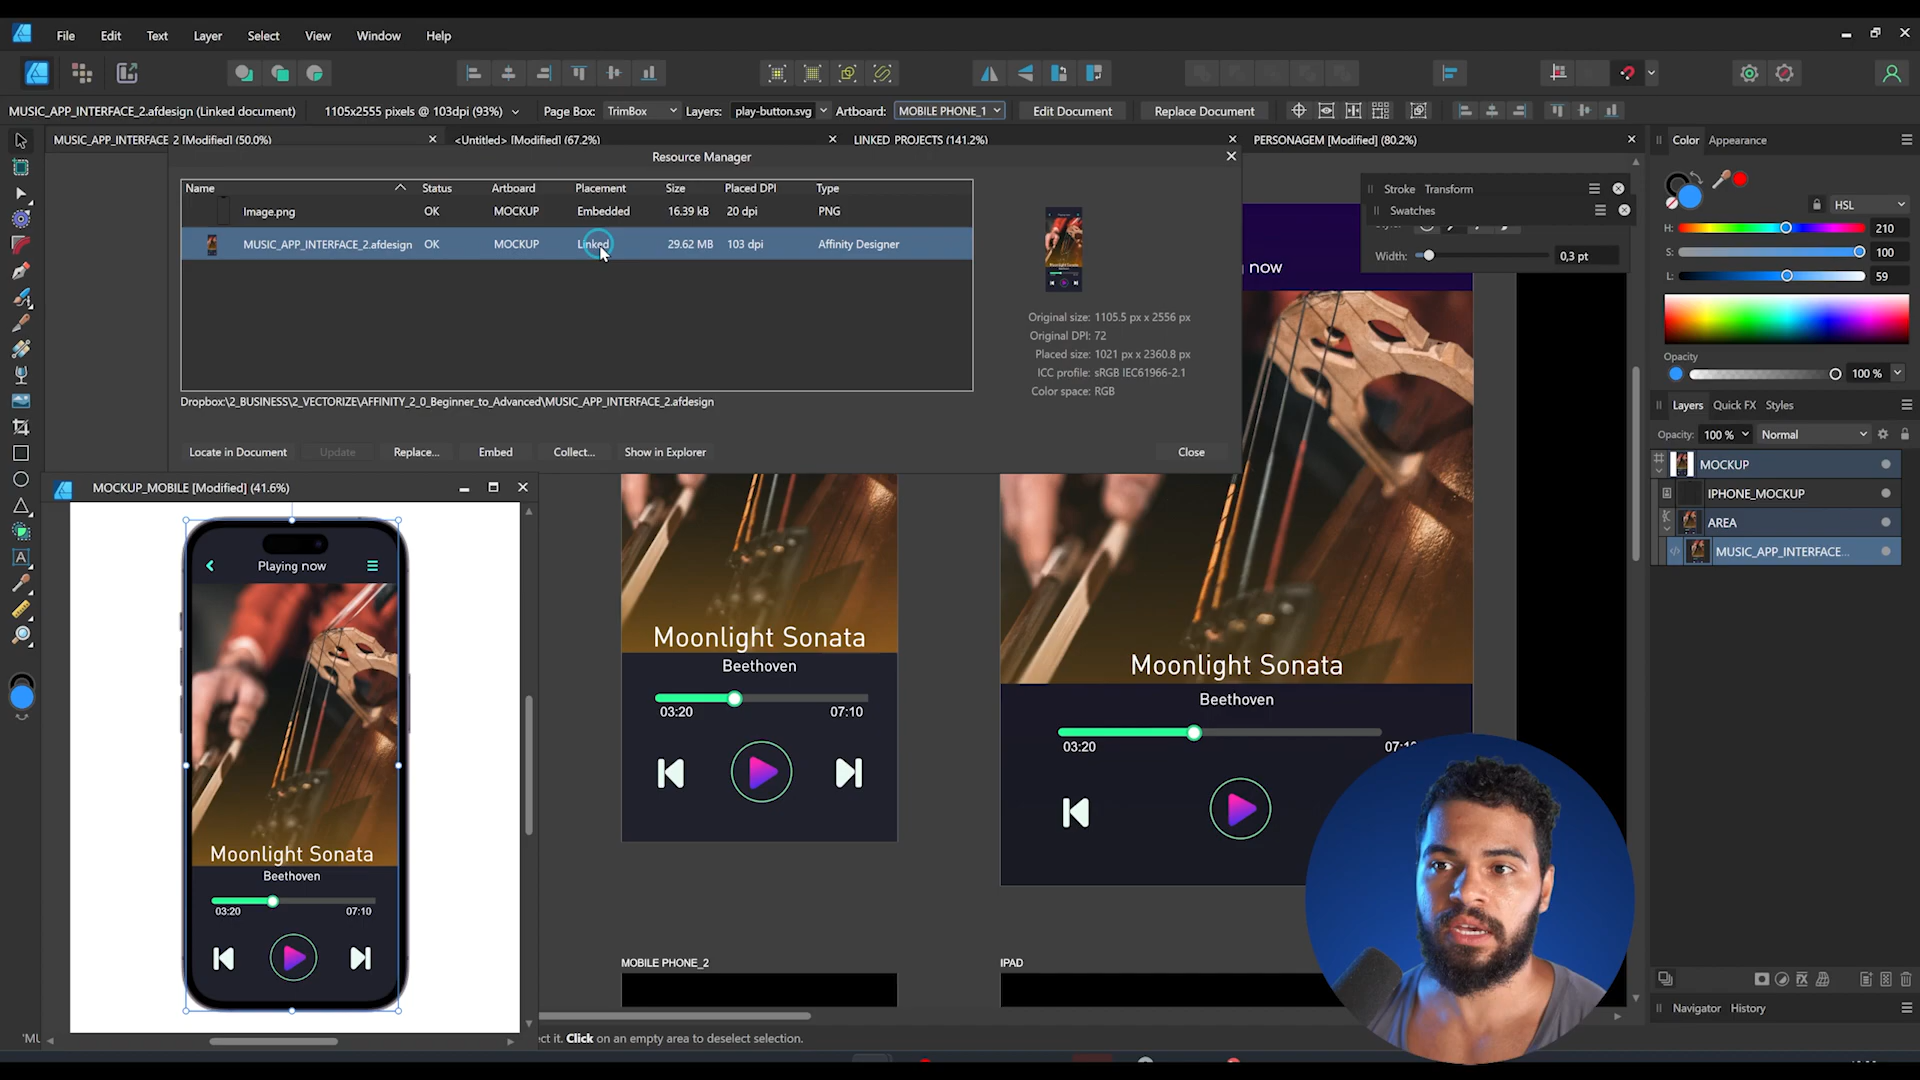 File Edit Text Layer Select View Window Help
MUSIC_APP_INTERFACE_2.afdesign (Linked document) 1105x2555 pixels @ 103dpi (93%) Page Box: TrimBox Layers: play-button.svg Artboard: MOBILE PHONE_1 Edit Document Replace Document
MUSIC_APP_INTERFACE_2 [Modified] (50.0%) <Untitled> [Modified] (67.2%) LINKED_PROJECTS (141.2%) PERSONAGEM [Modified] (80.2%)
Resource Manager
Name Status Artboard Placement Size Placed DPI Type
Image.png OK MOCKUP Embedded 16.39 kB 20 dpi PNG
MUSIC_APP_INTERFACE_2.afdesign OK MOCKUP Linked 29.62 MB 103 dpi Affinity Designer
Original size: 1105.5 px x 2556 px
Original DPI: 72
Placed size: 1021 px x 2360.8 px
ICC profile: sRGB IEC61966-2.1
Color space: RGB
Dropbox:\2_BUSINESS\2_VECTORIZE\AFFINITY_2_0_Beginner_to_Advanced\MUSIC_APP_INTERFACE_2.afdesign
Locate in Document Update Replace... Embed Collect... Show in Explorer Close
MOCKUP_MOBILE [Modified] (41.6%)
Playing now
Moonlight Sonata
Beethoven
03:20 07:10
Moonlight Sonata
Beethoven
03:20 07:10
MOBILE PHONE_2
now
Moonlight Sonata
Beethoven
03:20 07:1
IPAD
Stroke Transform
Swatches
Width: 0,3 pt
Color Appearance
HSL
H: 210
S: 100
L: 59
Opacity
100 %
Layers Quick FX Styles
Opacity: 100 % Normal
MOCKUP
IPHONE_MOCKUP
AREA
MUSIC_APP_INTERFACE...
Navigator History
'MU ct it. Click on an empty area to deselect selection.